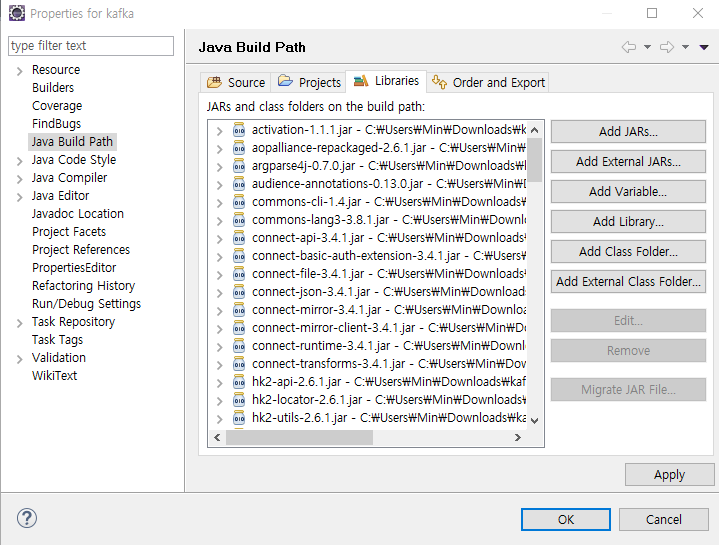 Properties for kafka
type filter text
Resource
Builders
Coverage
FindBugs
Java Build Path
Java Code Style
Java Compiler
Java Editor
Javadoc Location
Project Facets
Project References
PropertiesEditor
Refactoring History
Run/Debug Settings
Task Repository
Task Tags
Validation
WikiText
Java Build Path
Source
Projects
Libraries
Order and Export
JARs and class folders on the build path:
activation-1.1.1.jar - C:₩Users₩Min₩Downloads₩k
aopalliance-repackaged-2.6.1.jar - C:₩Users₩Min
argparse4j-0.7.0.jar - C:₩Users₩Min₩Downloads₩
audience-annotations-0.13.0.jar - C:₩Users₩Min₩
commons-cli-1.4.jar - C:₩Users₩Min₩Downloads₩
commons-lang3-3.8.1.jar - C:₩Users₩Min₩Downlo
connect-api-3.4.1.jar - C:₩Users₩Min₩Downloads
connect-basic-auth-extension-3.4.1.jar - C:₩Users
connect-file-3.4.1.jar - C:₩Users₩Min₩Downloads
connect-json-3.4.1.jar - C:₩Users₩Min₩Download
connect-mirror-3.4.1.jar - C:₩Users₩Min₩Downlo
connect-mirror-client-3.4.1.jar - C:₩Users₩Min₩D
connect-runtime-3.4.1.jar - C:₩Users₩Min₩Downl
connect-transforms-3.4.1.jar - C:₩Users₩Min₩Dow
hk2-api-2.6.1.jar - C:₩Users₩Min₩Downloads₩kaf
hk2-locator-2.6.1.jar - C:₩Users₩Min₩Downloads
hk2-utils-2.6.1.jar - C:₩Users₩Min₩Downloads₩ka
Add JARs...
Add External JARs...
Add Variable...
Add Library...
Add Class Folder...
Add External Class Folder...
Edit...
Remove
Migrate JAR File...
Apply
OK
Cancel